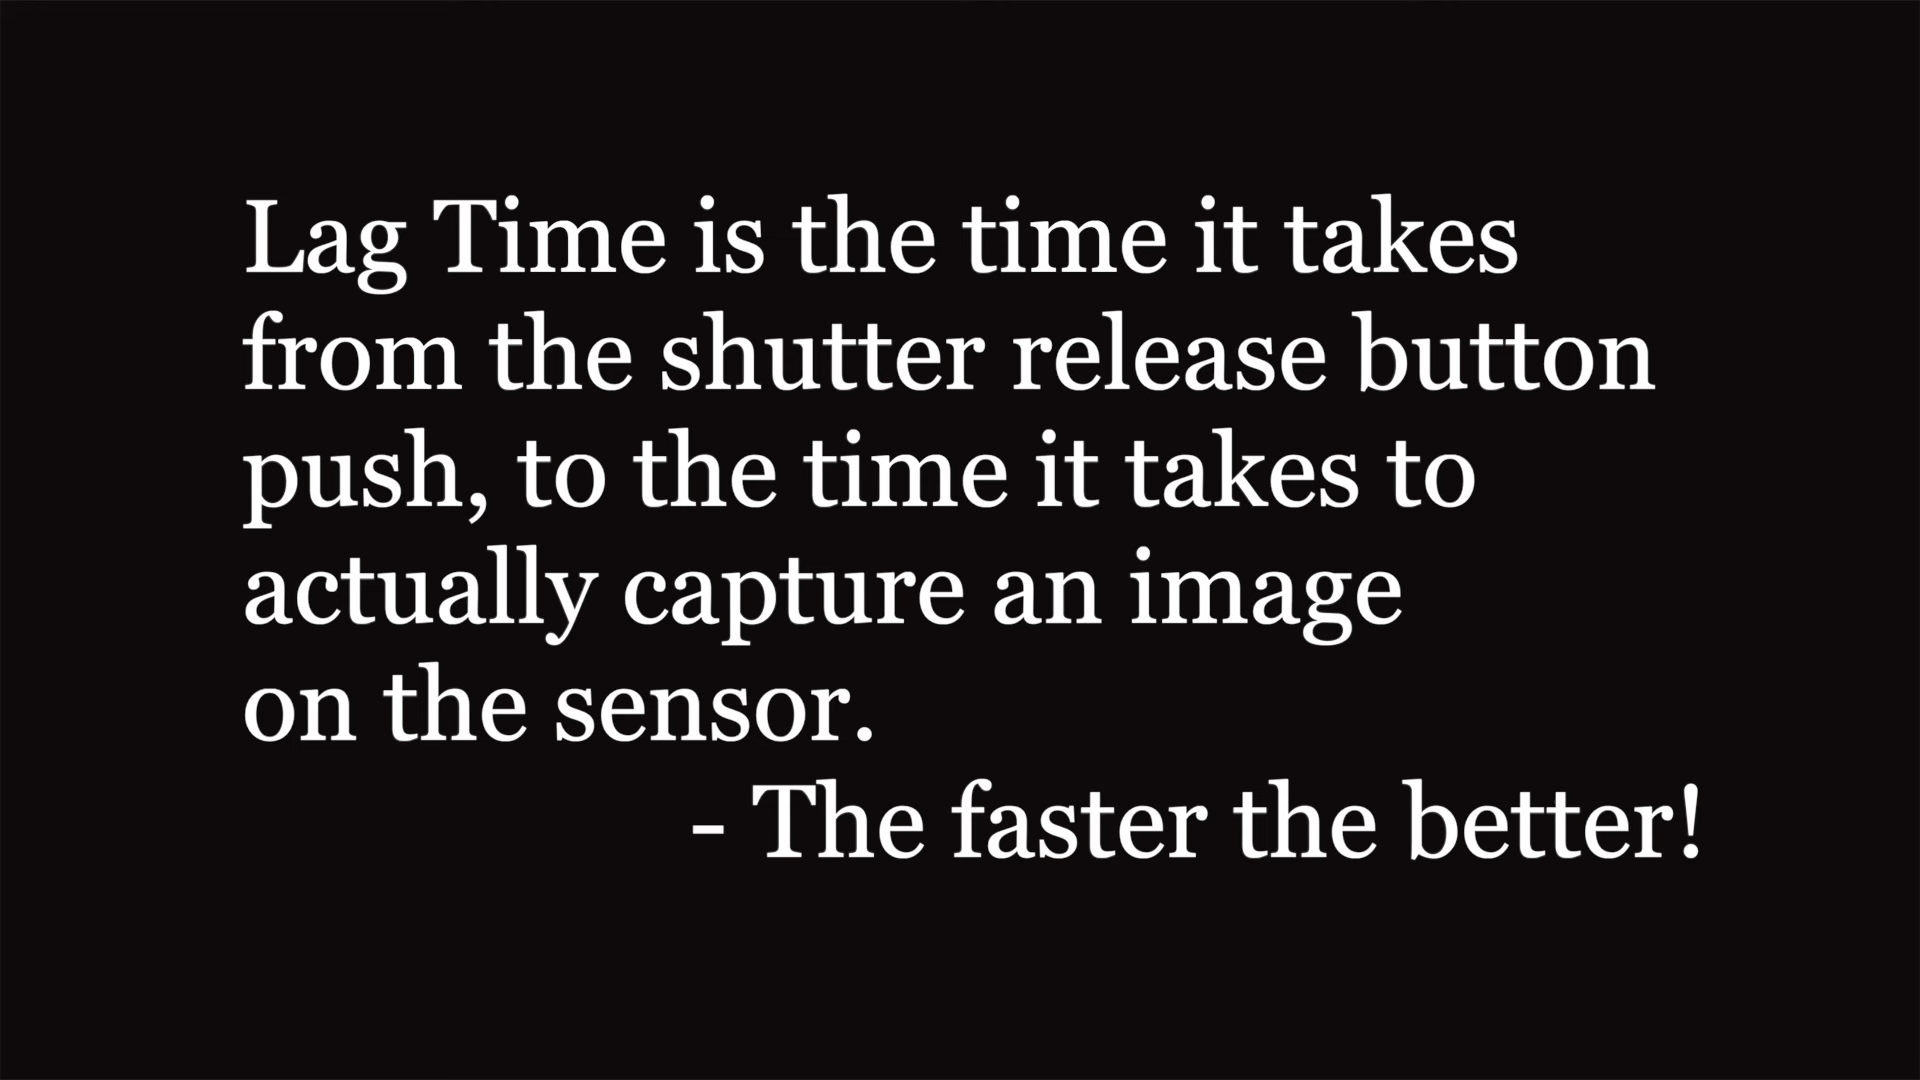 Lag Time is the time it takes
from the shutter release button
push, to the time it takes to
actually capture an image
on the sensor.
- The faster the better!